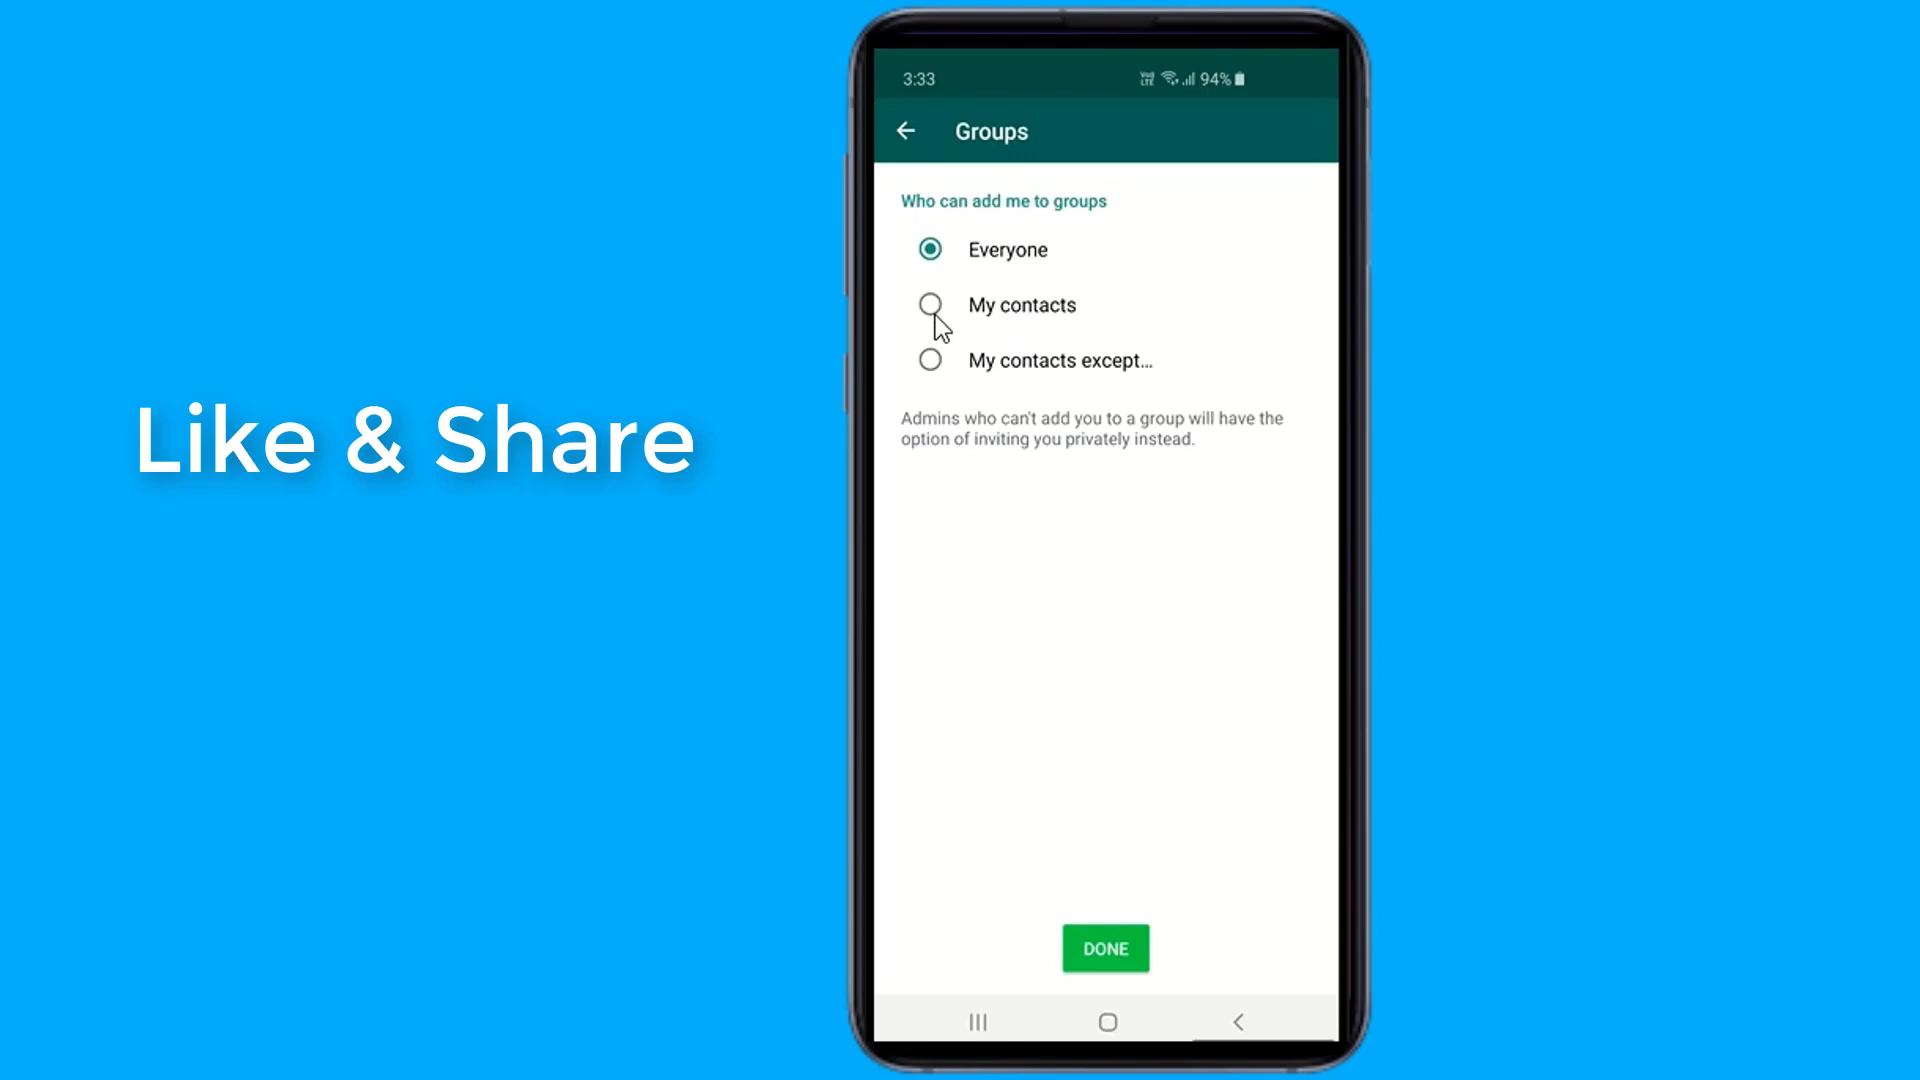 Like & Share
3:33
94%
Groups
Who can add me to groups
Everyone
My contacts
My contacts except...
Admins who can't add you to a group will have the
option of inviting you privately instead.
DONE